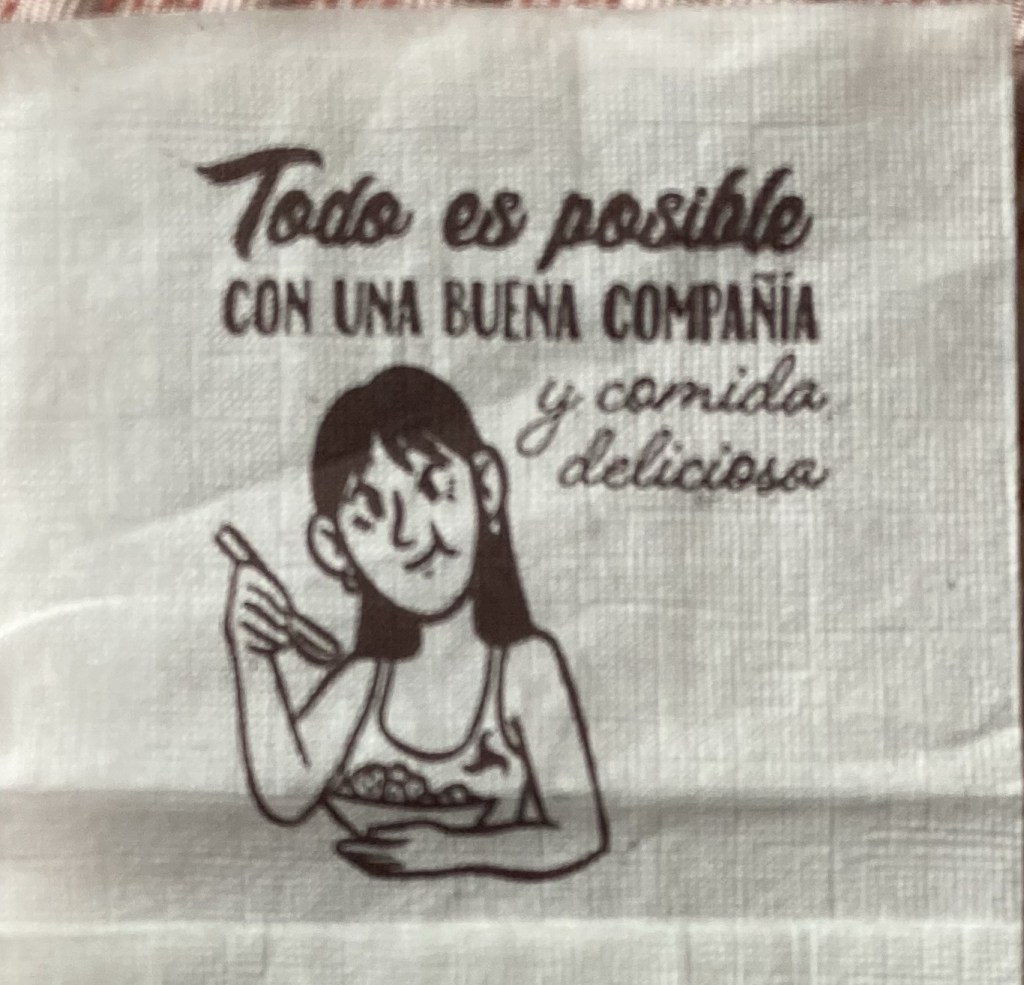 Todo es posible
CON UNA BUENA COMPAÑÍA
y comida
deliciosa